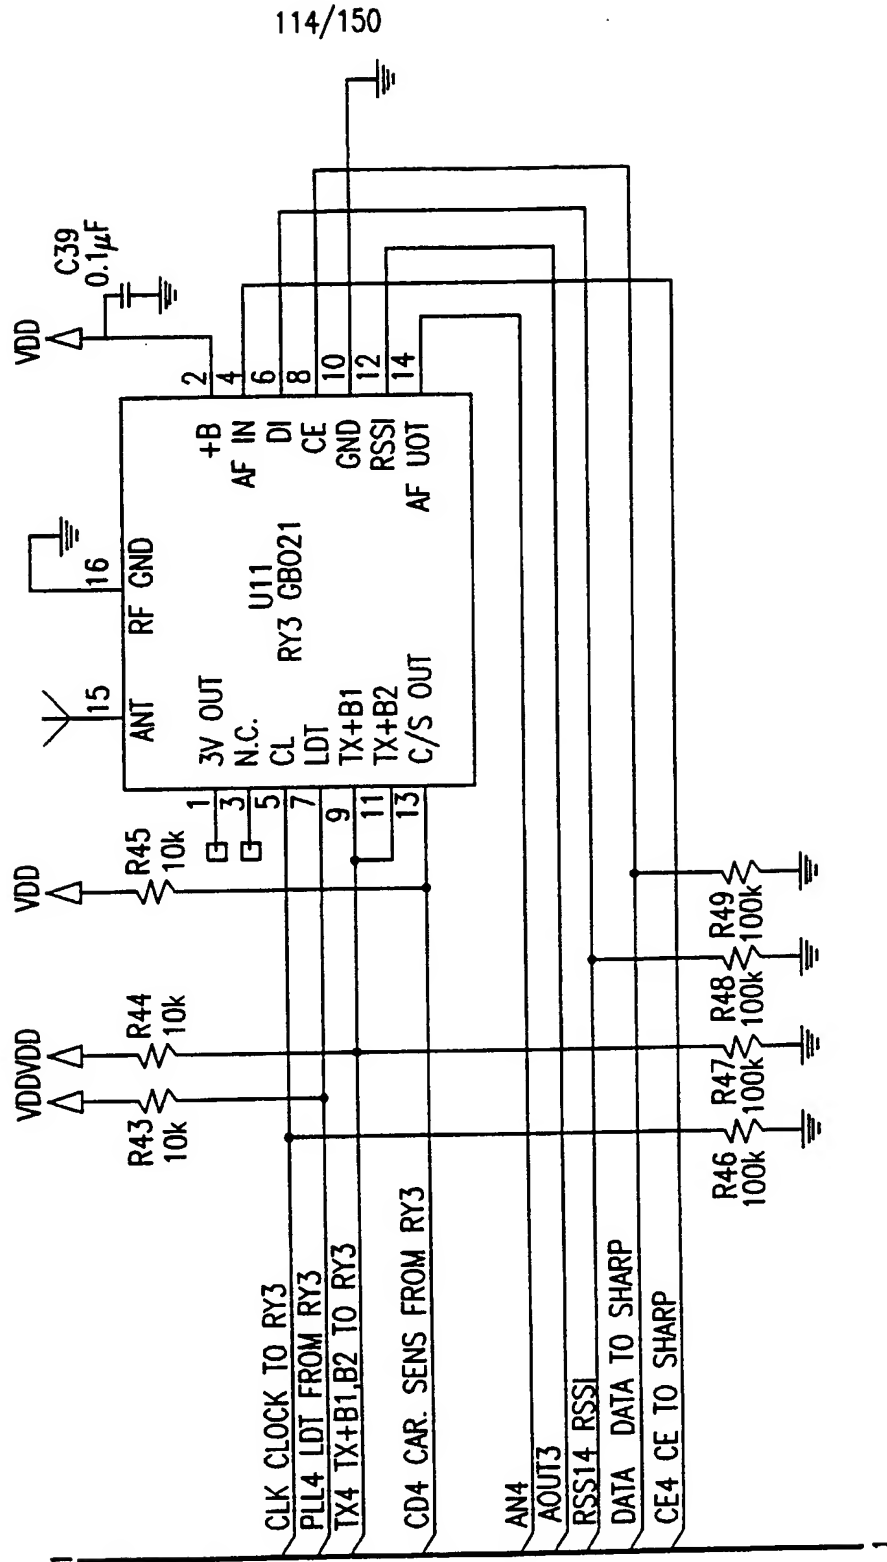 114/150
VDD
C39
0.1μF
2
4
6
8
10
12
14
+B
AF IN
DI
CE
GND
RSSI
AF UOT
16
RF GND
U11
RY3 GB021
15
ANT
3V OUT
N.C.
CL
LDT
TX+B1
TX+B2
C/S OUT
1
3
5
7
9
11
13
VDD
R45
10k
VDDVDD
R44
10k
R43
10k
R49
100k
R48
100k
R47
100k
R46
100k
CLK CLOCK TO RY3
PLL4 LDT FROM RY3
TX4 TX+B1,B2 TO RY3
CD4 CAR. SENS FROM RY3
AN4
AOUT3
RSS14 RSSI
DATA DATA TO SHARP
CE4 CE TO SHARP
1
1